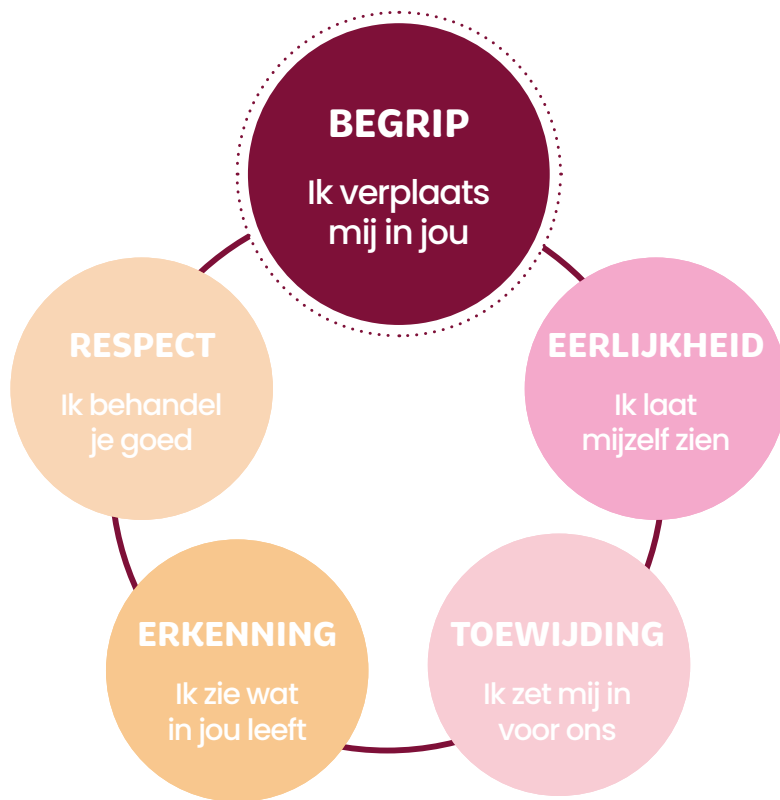 BEGRIP
Ik verplaats
mij in jou
RESPECT
Ik behandel
je goed
EERLIJKHEID
Ik laat
mijzelf zien
ERKENNING
Ik zie wat
in jou leeft
TOEWIJDING
Ik zet mij in
voor ons